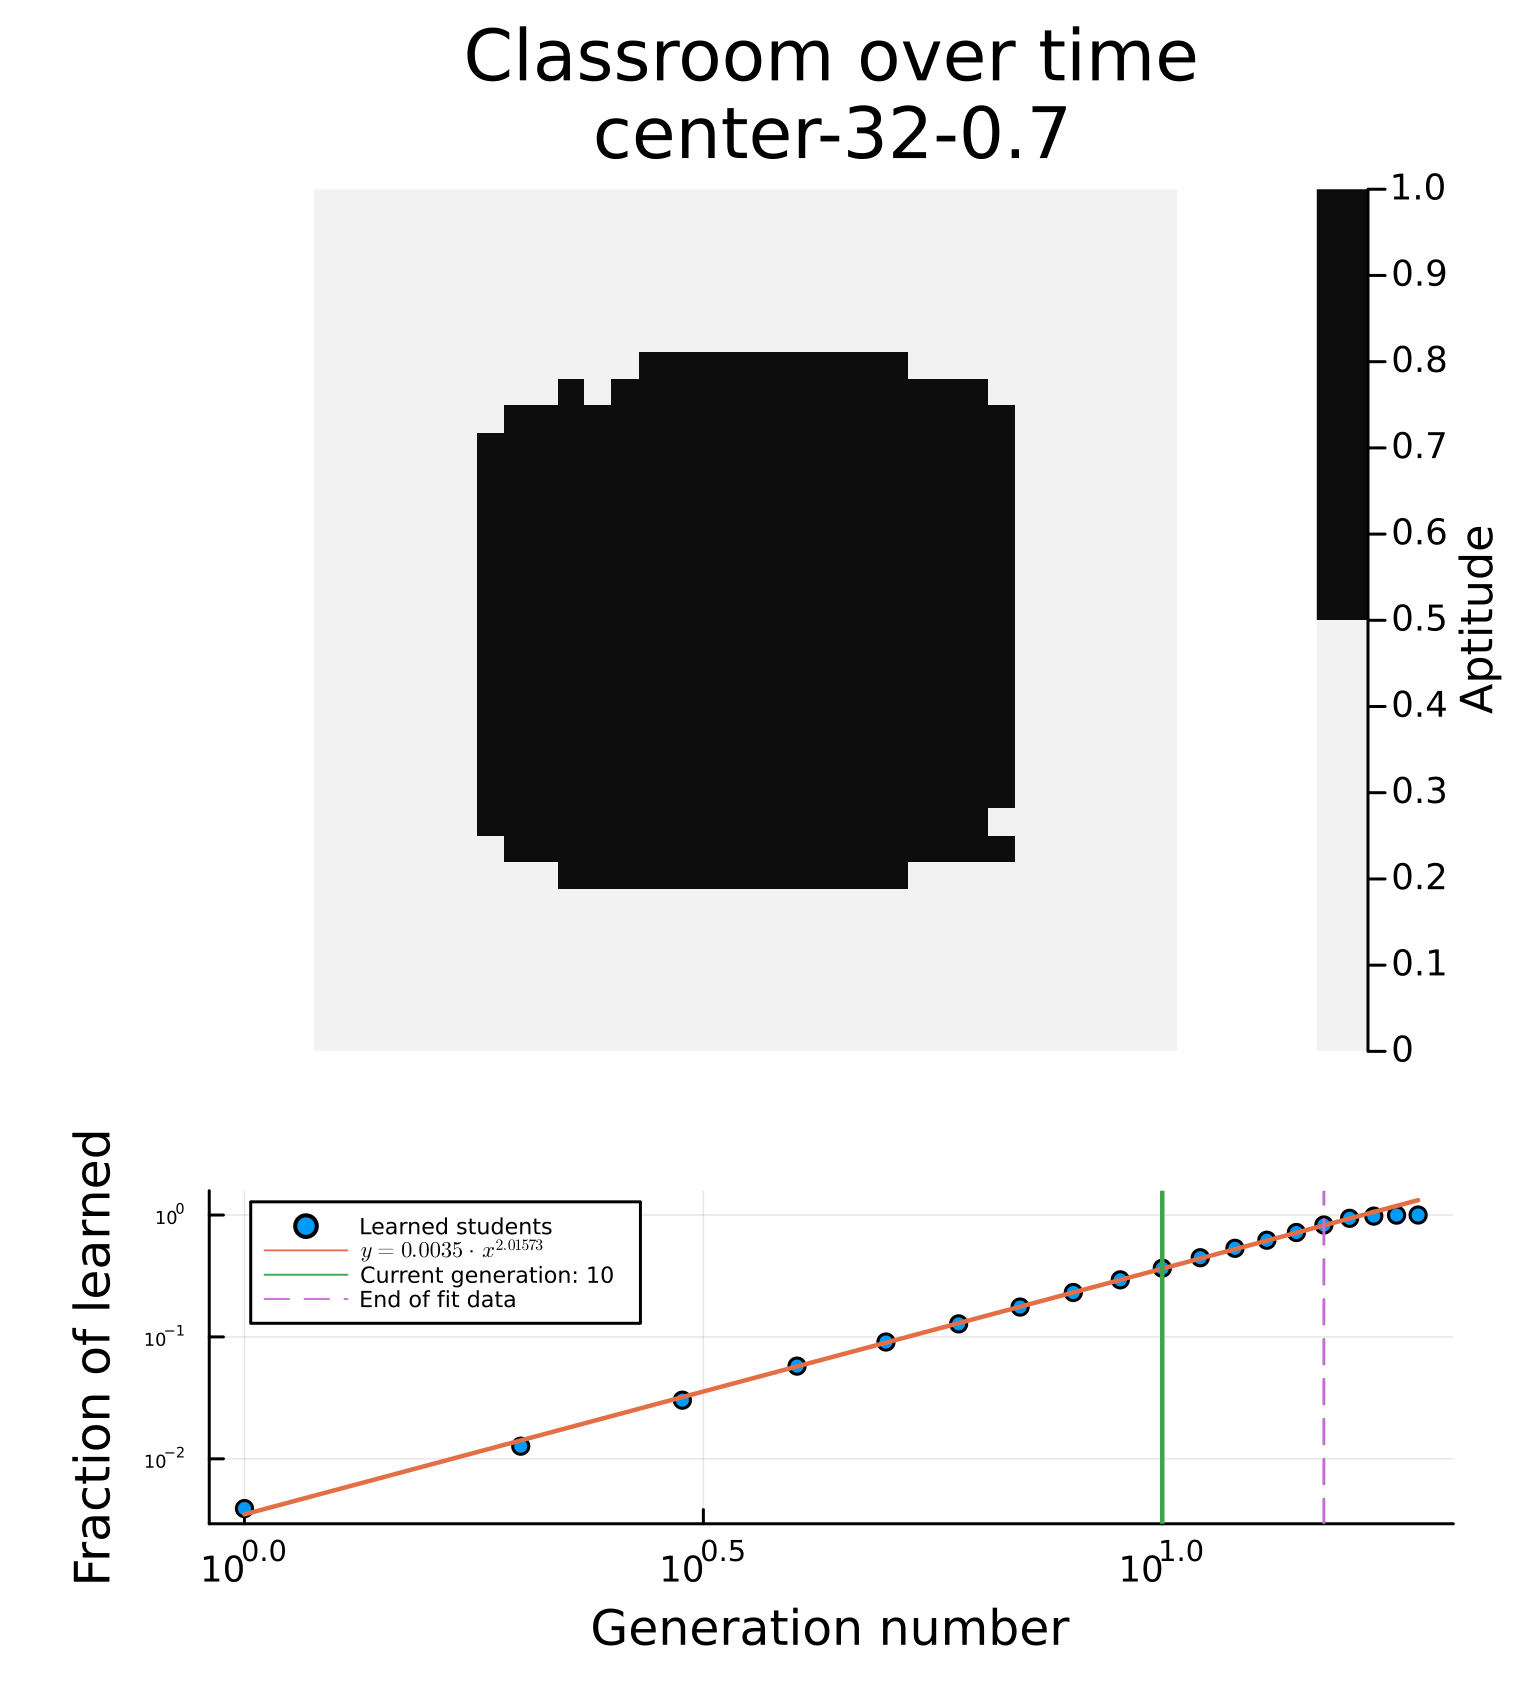 Classroom over time
center-32-0.7
1.0
0.9
0.8
0.7
0.6
0.5
0.4
0.3
0.2
0.1
0
Aptitude
Fraction of learned
10⁰
10⁻¹
10⁻²
Learned students
y = 0.0035 · x^2.01573
Current generation: 10
End of fit data
10^0.0
10^0.5
10^1.0
Generation number